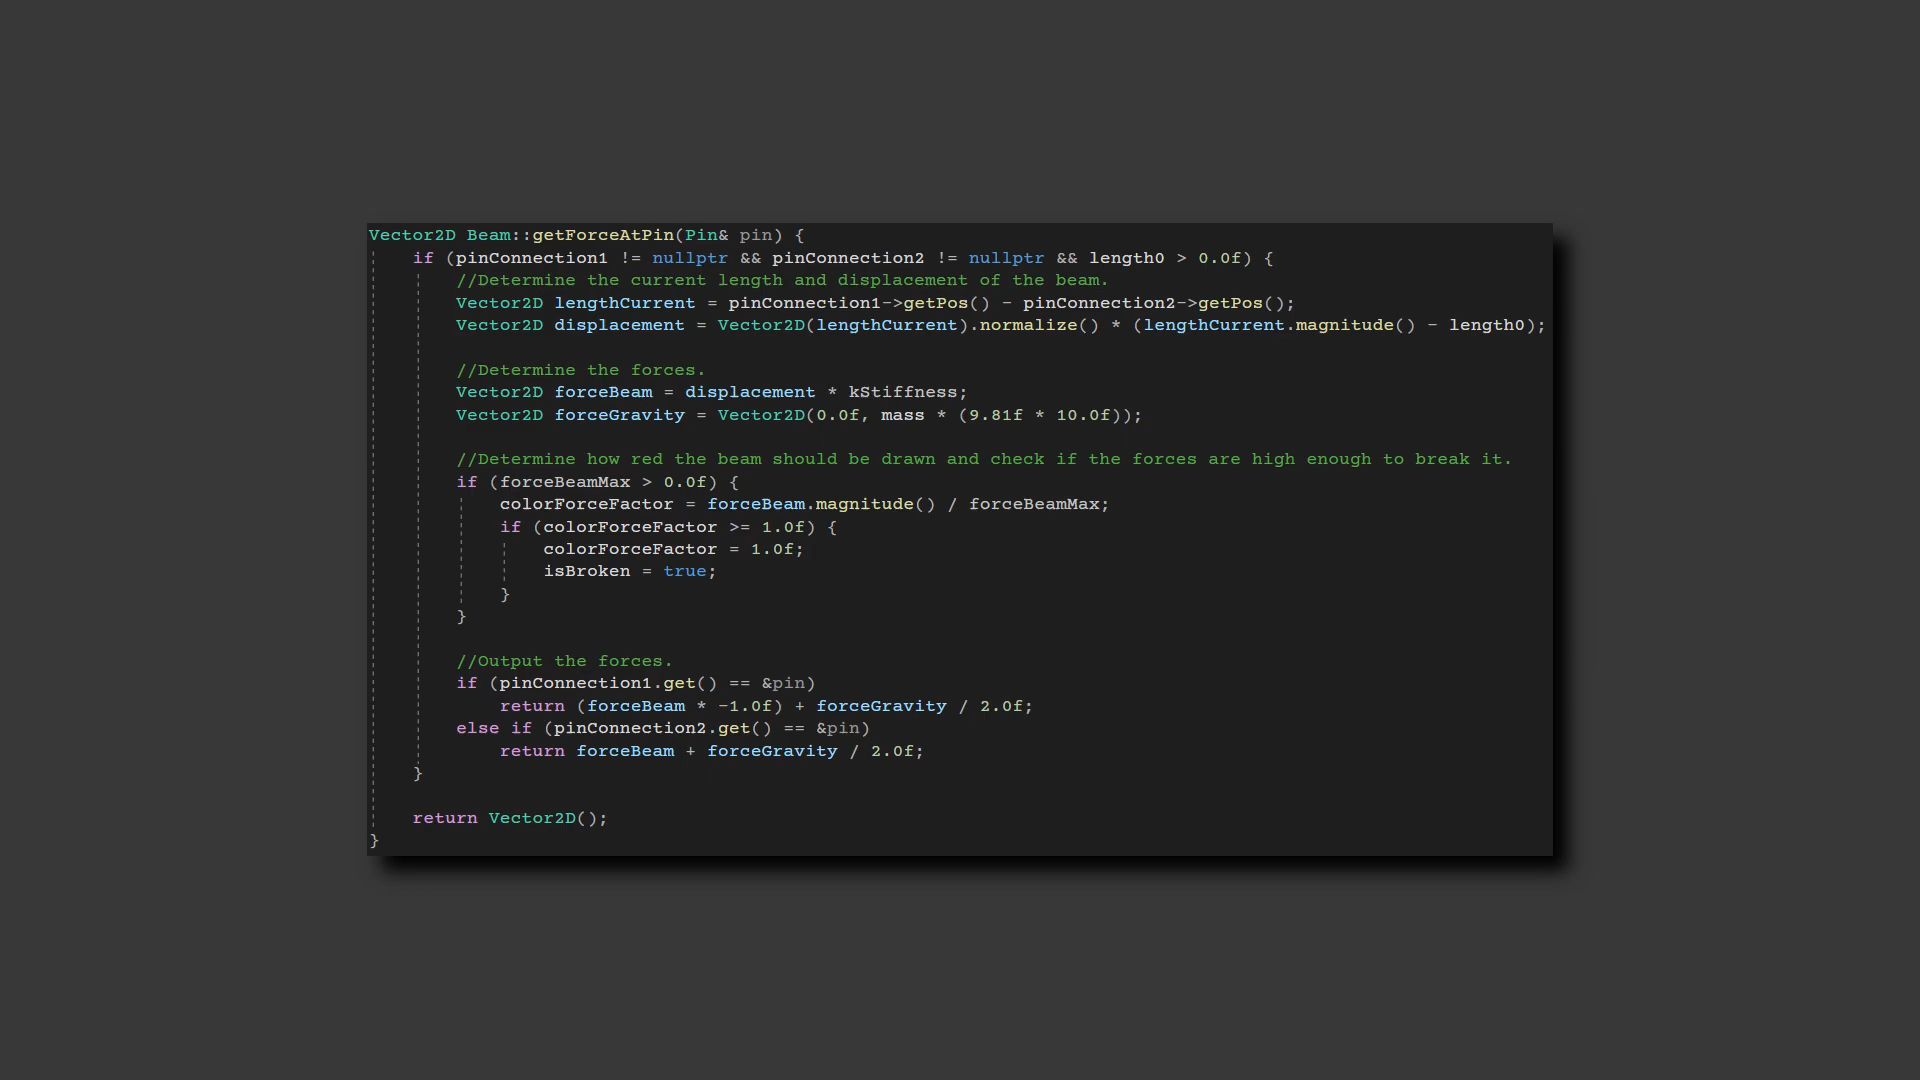 Vector2D Beam::getForceAtPin(Pin& pin) {
if (pinConnection1 != nullptr && pinConnection2 != nullptr && length0 > 0.0f) {
//Determine the current length and displacement of the beam.
Vector2D lengthCurrent = pinConnection1->getPos() - pinConnection2->getPos();
Vector2D displacement = Vector2D(lengthCurrent).normalize() * (lengthCurrent.magnitude() - length0);
//Determine the forces.
Vector2D forceBeam = displacement * kStiffness;
Vector2D forceGravity = Vector2D(0.0f, mass * (9.81f * 10.0f));
//Determine how red the beam should be drawn and check if the forces are high enough to break it.
if (forceBeamMax > 0.0f) {
colorForceFactor = forceBeam.magnitude() / forceBeamMax;
if (colorForceFactor >= 1.0f) {
colorForceFactor = 1.0f;
isBroken = true;
}
}
//Output the forces.
if (pinConnection1.get() == &pin)
return (forceBeam * -1.0f) + forceGravity / 2.0f;
else if (pinConnection2.get() == &pin)
return forceBeam + forceGravity / 2.0f;
}
return Vector2D();
}